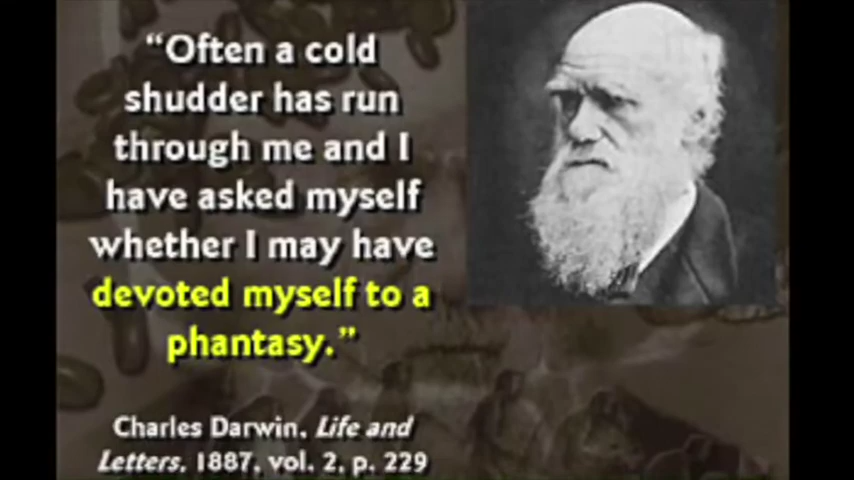 “Often a cold
shudder has run
through me and I
have asked myself
whether I may have
devoted myself to a
phantasy.”
Charles Darwin, Life and
Letters, 1887, vol. 2, p. 229